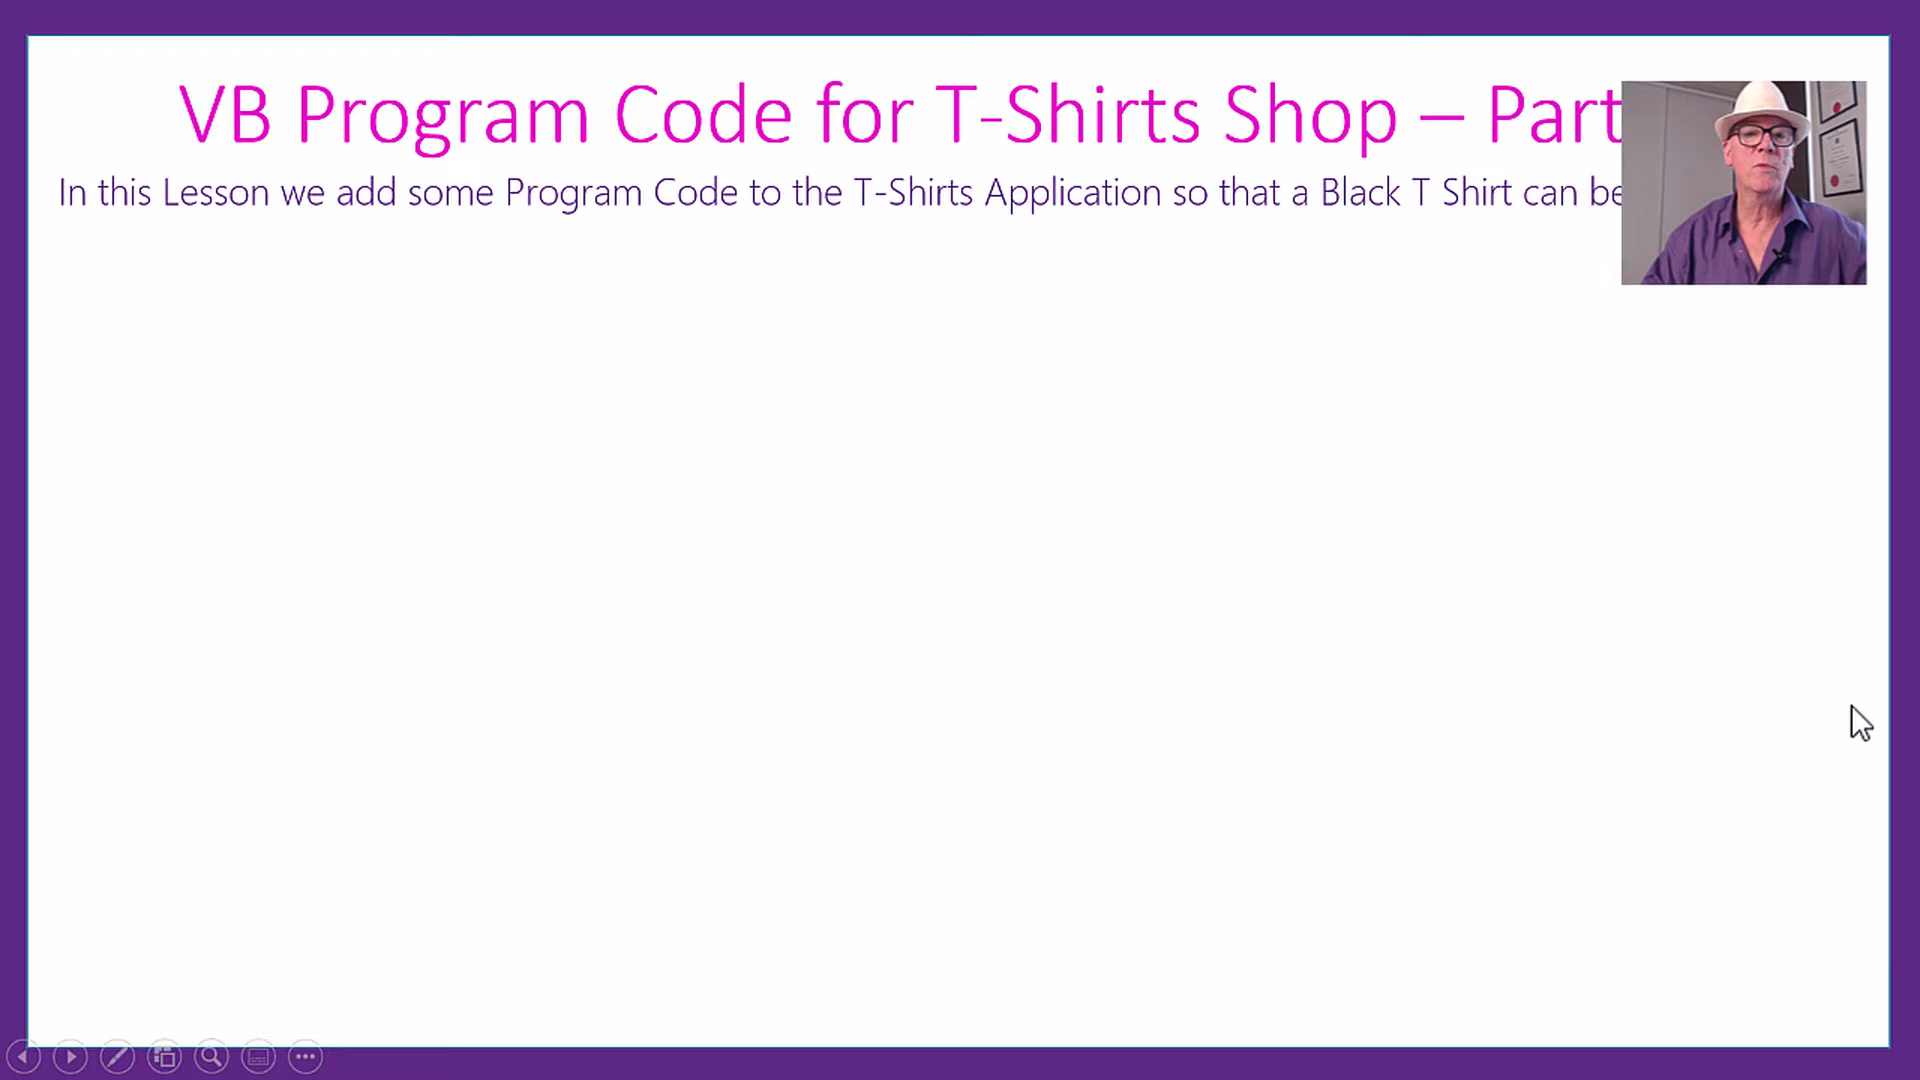 VB Program Code for T-Shirts Shop – Part
In this Lesson we add some Program Code to the T-Shirts Application so that a Black T Shirt can be